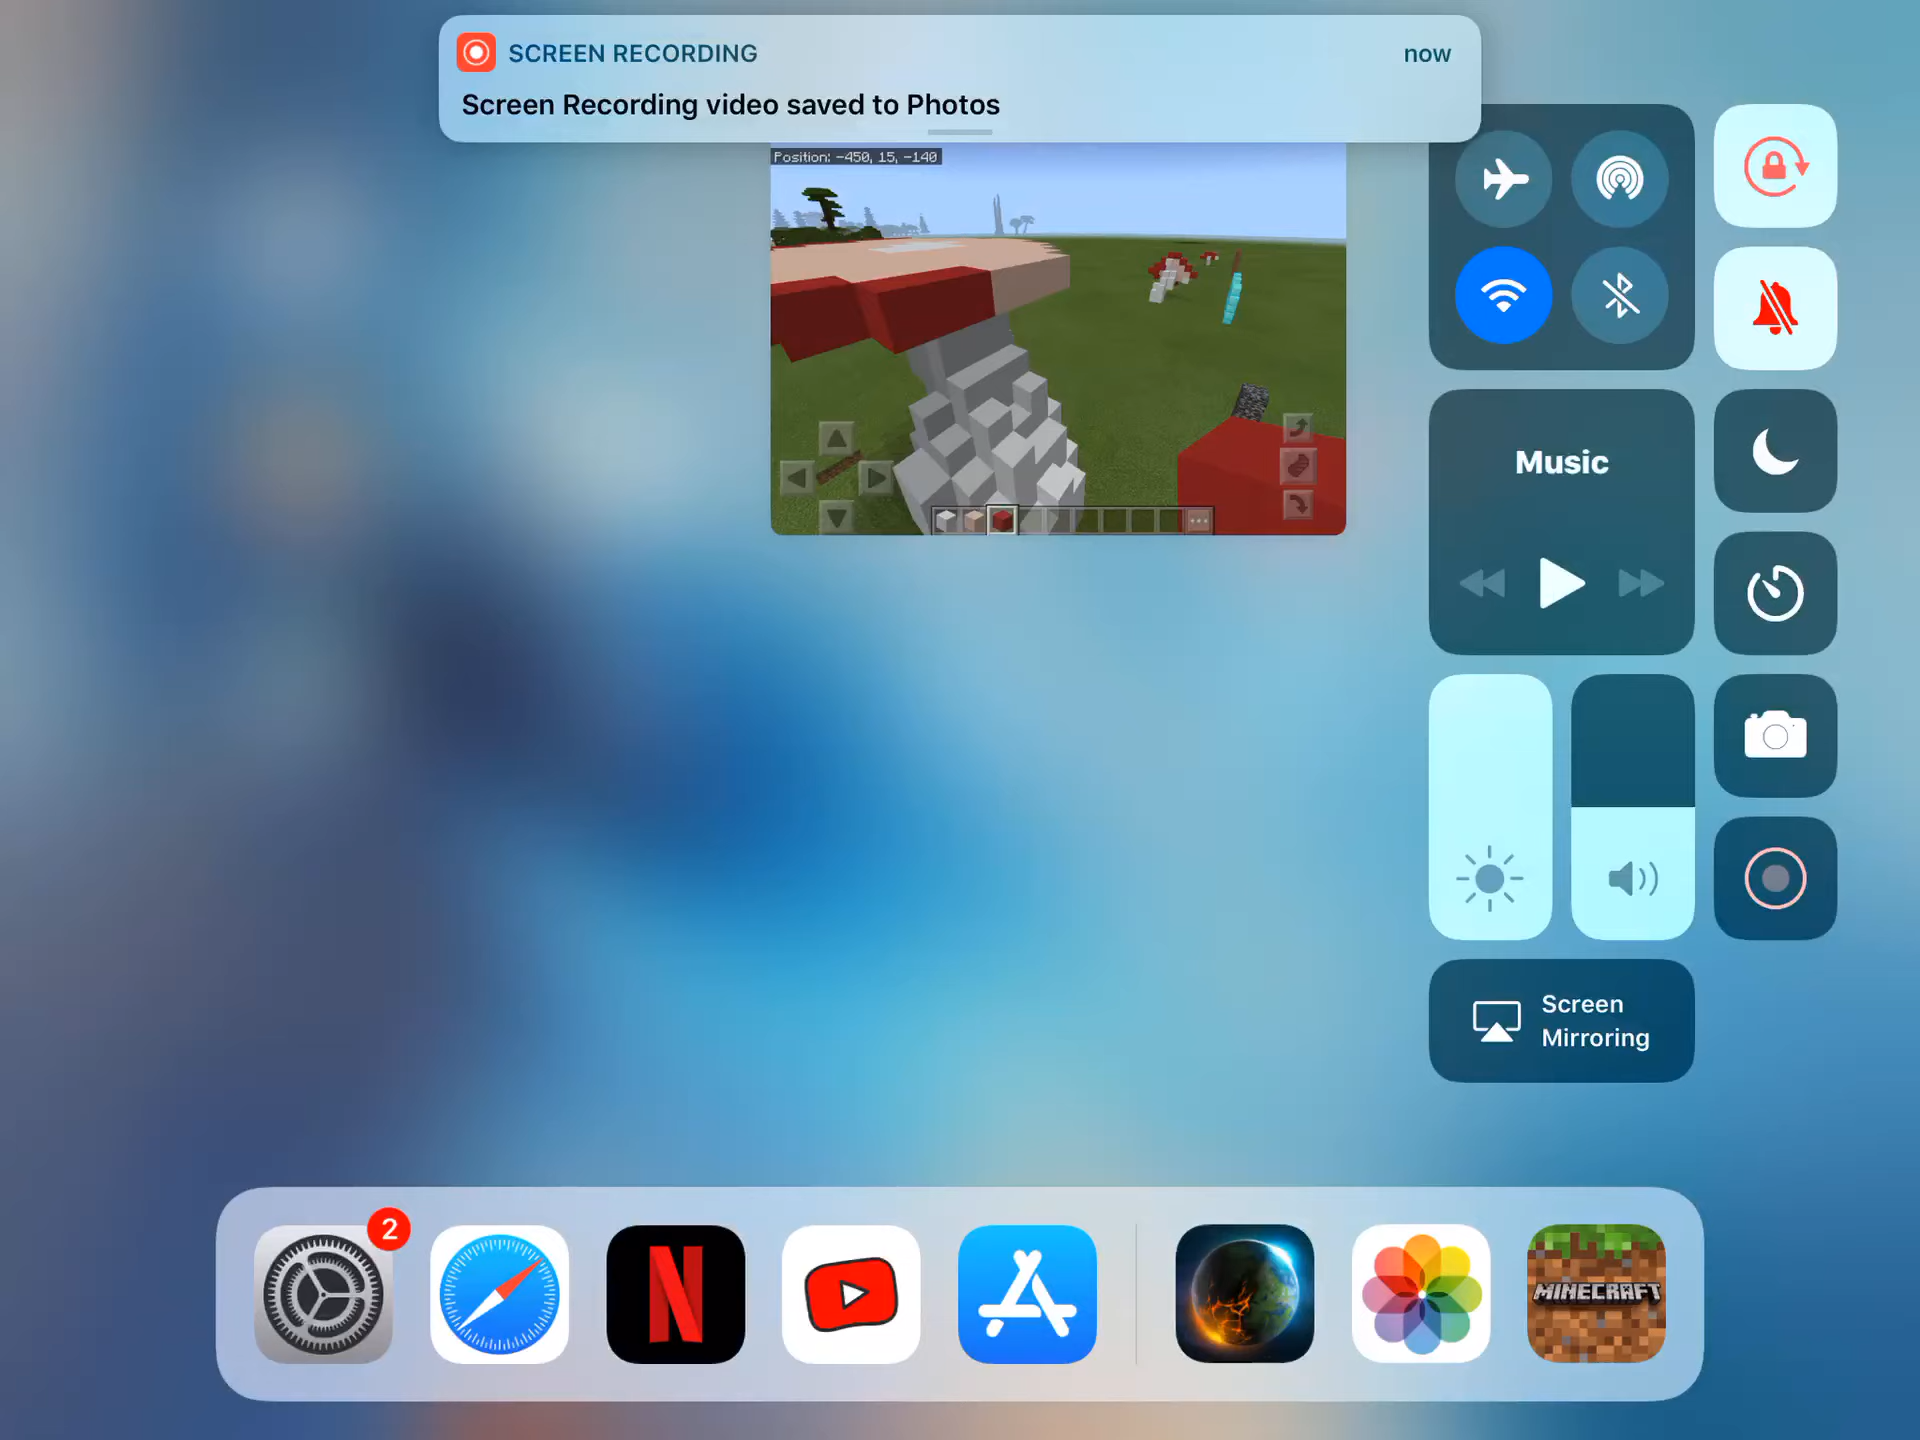 SCREEN RECORDING
now
Screen Recording video saved to Photos
Position: -450, 15, -140
Music
Screen
Mirroring
2
N
MINECRAFT